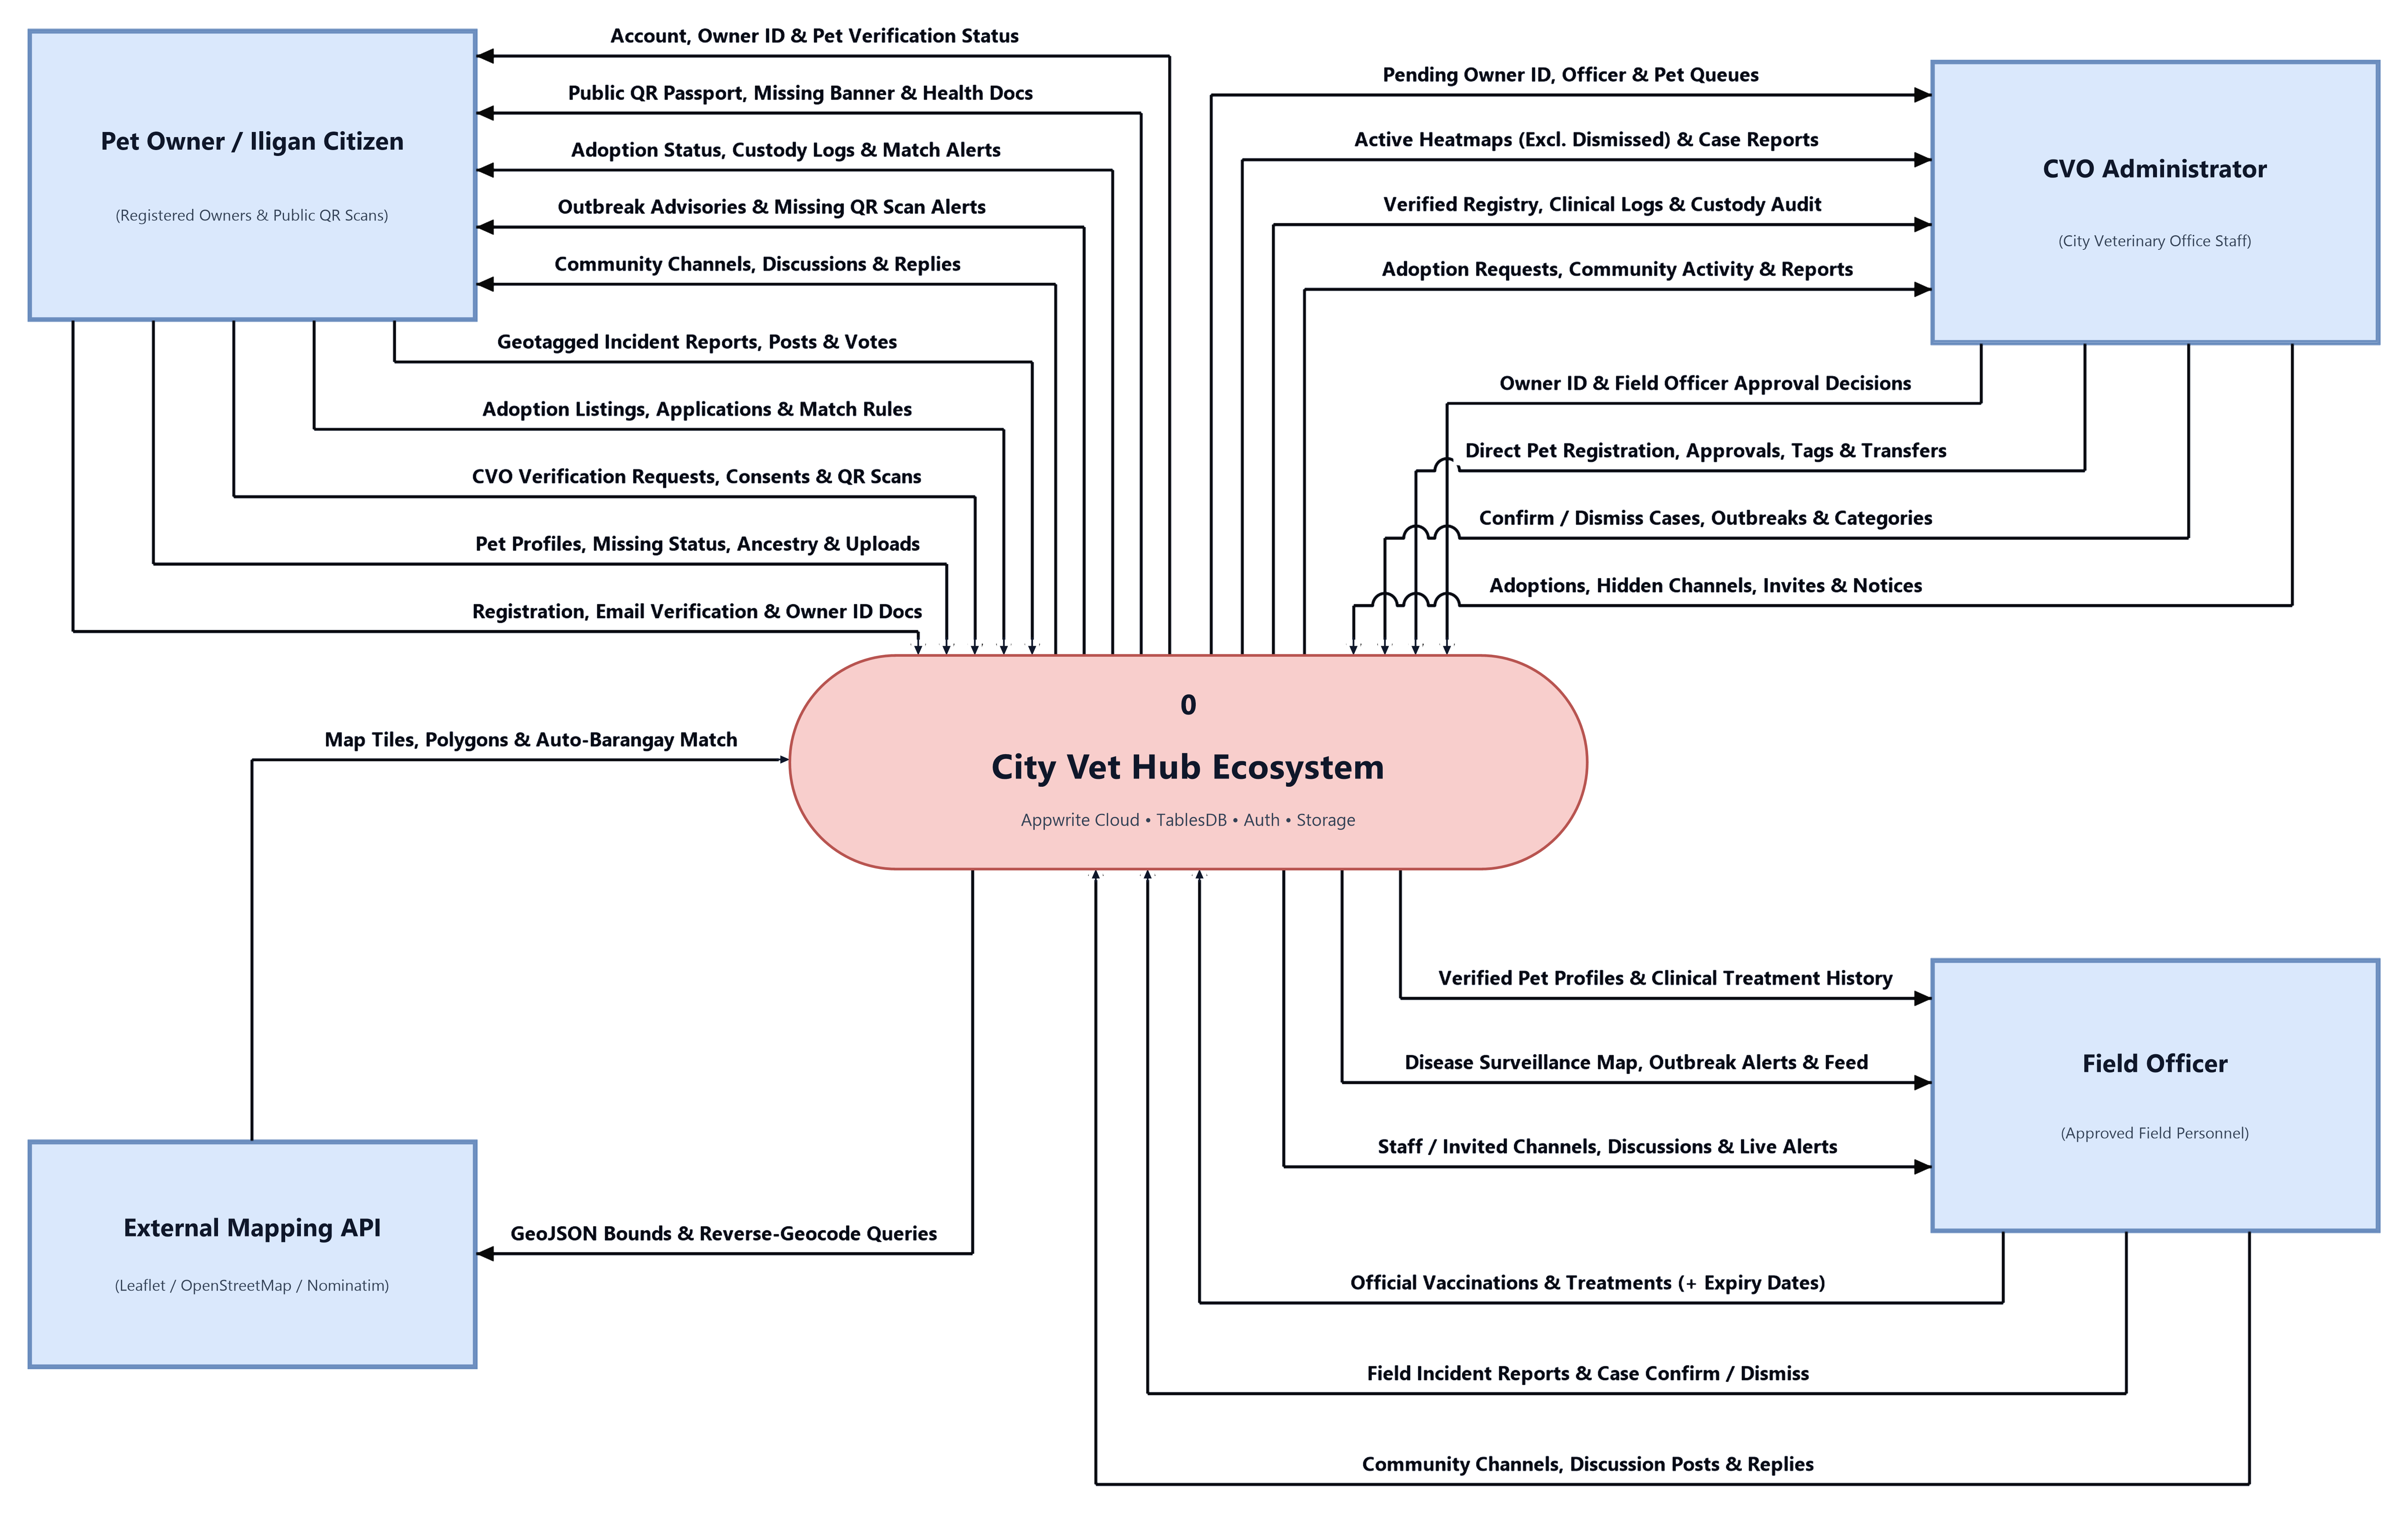 Account, Owner ID & Pet Verification Status
Public QR Passport, Missing Banner & Health Docs
Adoption Status, Custody Logs & Match Alerts
Outbreak Advisories & Missing QR Scan Alerts
Community Channels, Discussions & Replies
Pet Owner / Iligan Citizen
(Registered Owners & Public QR Scans)
Geotagged Incident Reports, Posts & Votes
Adoption Listings, Applications & Match Rules
CVO Verification Requests, Consents & QR Scans
Pet Profiles, Missing Status, Ancestry & Uploads
Registration, Email Verification & Owner ID Docs
Pending Owner ID, Officer & Pet Queues
Active Heatmaps (Excl. Dismissed) & Case Reports
Verified Registry, Clinical Logs & Custody Audit
Adoption Requests, Community Activity & Reports
CVO Administrator
(City Veterinary Office Staff)
Owner ID & Field Officer Approval Decisions
Direct Pet Registration, Approvals, Tags & Transfers
Confirm / Dismiss Cases, Outbreaks & Categories
Adoptions, Hidden Channels, Invites & Notices
0
City Vet Hub Ecosystem
Appwrite Cloud • TablesDB • Auth • Storage
Map Tiles, Polygons & Auto-Barangay Match
External Mapping API
(Leaflet / OpenStreetMap / Nominatim)
GeoJSON Bounds & Reverse-Geocode Queries
Verified Pet Profiles & Clinical Treatment History
Disease Surveillance Map, Outbreak Alerts & Feed
Staff / Invited Channels, Discussions & Live Alerts
Field Officer
(Approved Field Personnel)
Official Vaccinations & Treatments (+ Expiry Dates)
Field Incident Reports & Case Confirm / Dismiss
Community Channels, Discussion Posts & Replies